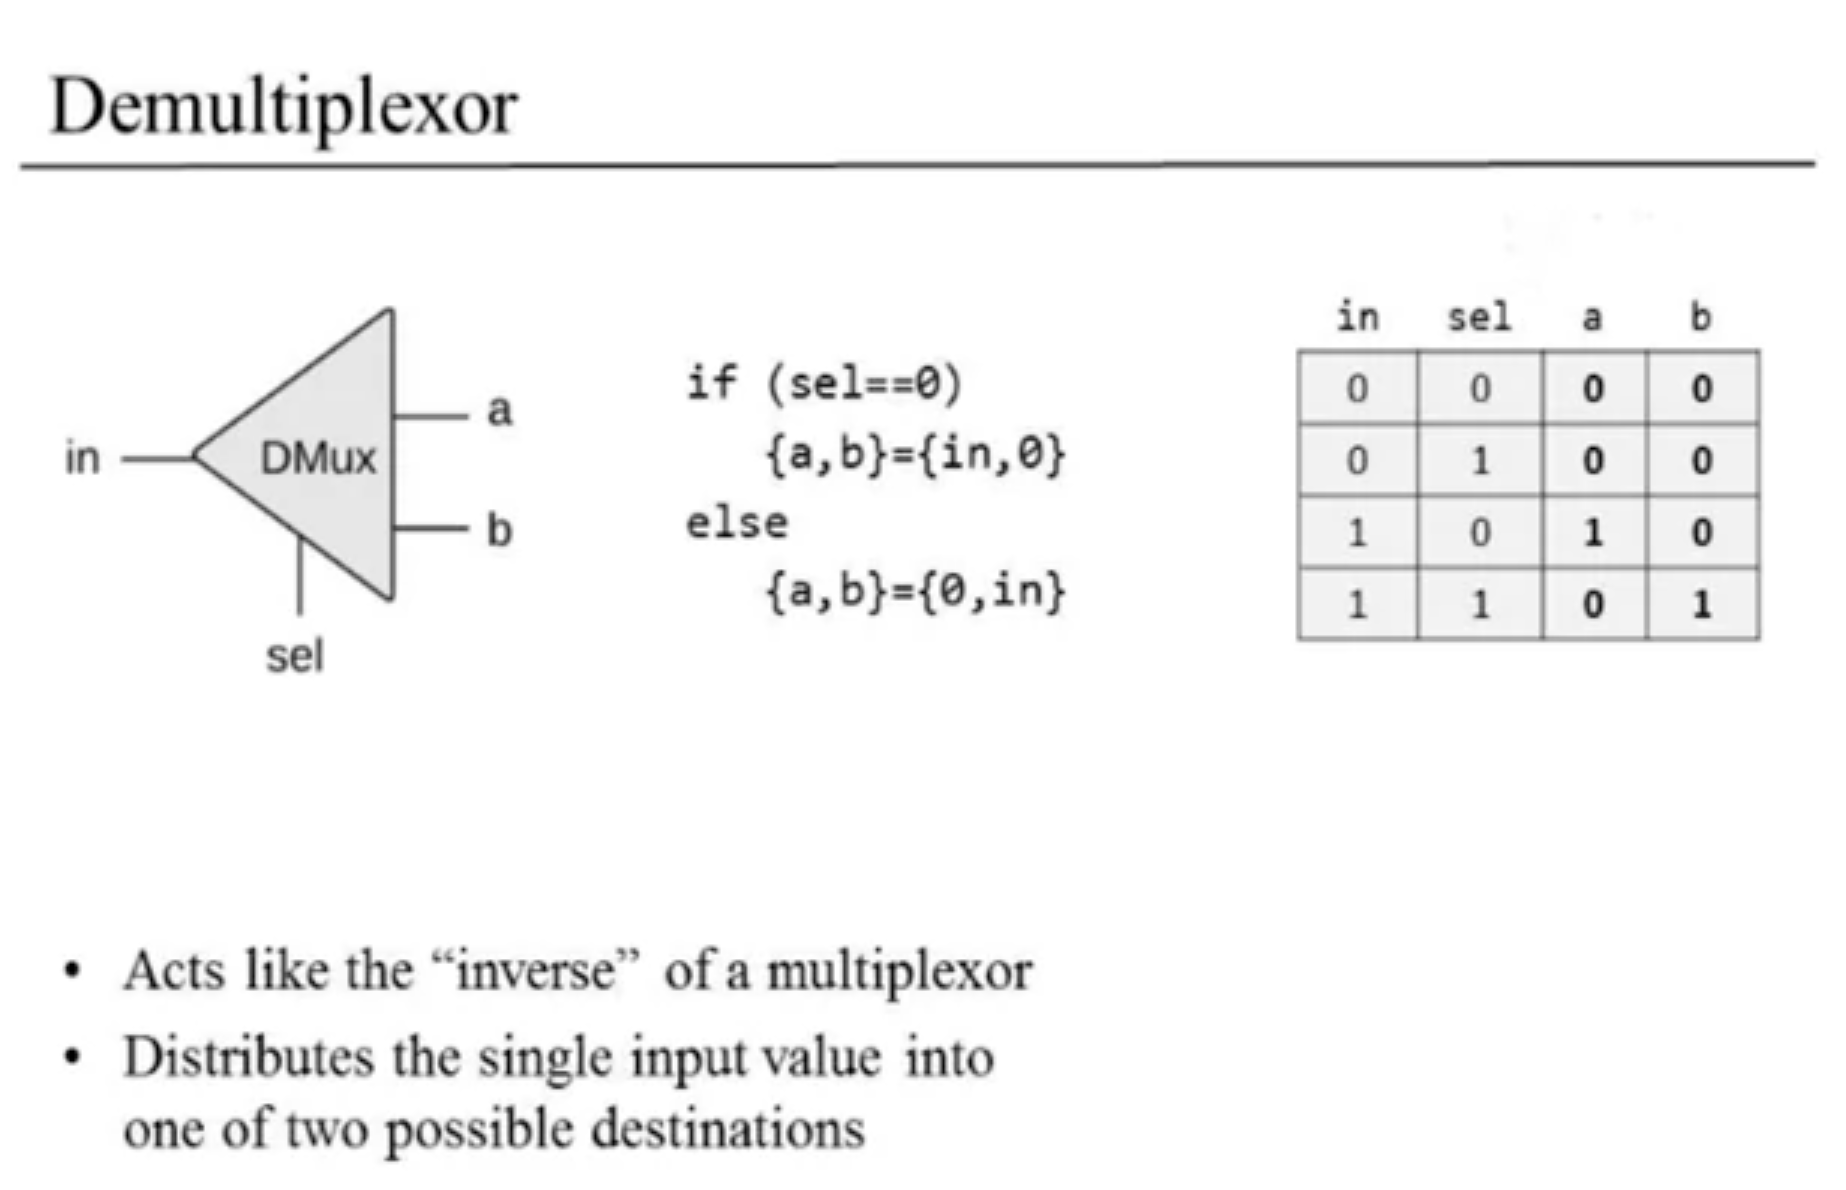 Demultiplexor
in
DMux
a
b
sel
if (sel==0)
{a,b}={in,0}
else
{a,b}={0,in}
in sel a b
0 0 0 0
0 1 0 0
1 0 1 0
1 1 0 1
• Acts like the “inverse” of a multiplexor
• Distributes the single input value into
one of two possible destinations